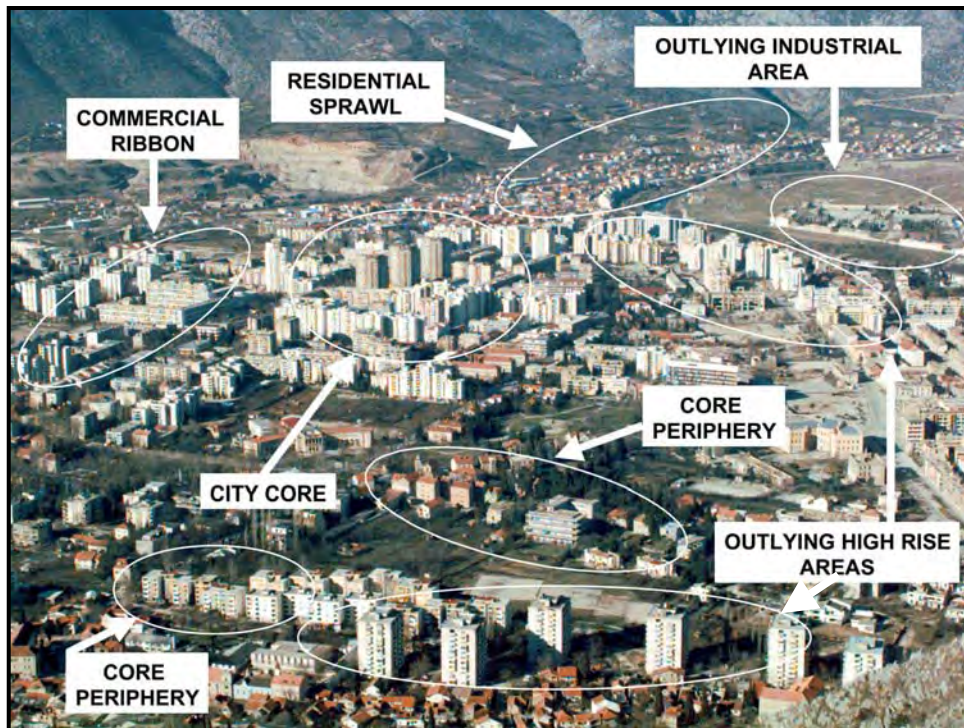 OUTLYING INDUSTRIAL
AREA
RESIDENTIAL
SPRAWL
COMMERCIAL
RIBBON
CORE
PERIPHERY
CITY CORE
OUTLYING HIGH RISE
AREAS
CORE
PERIPHERY